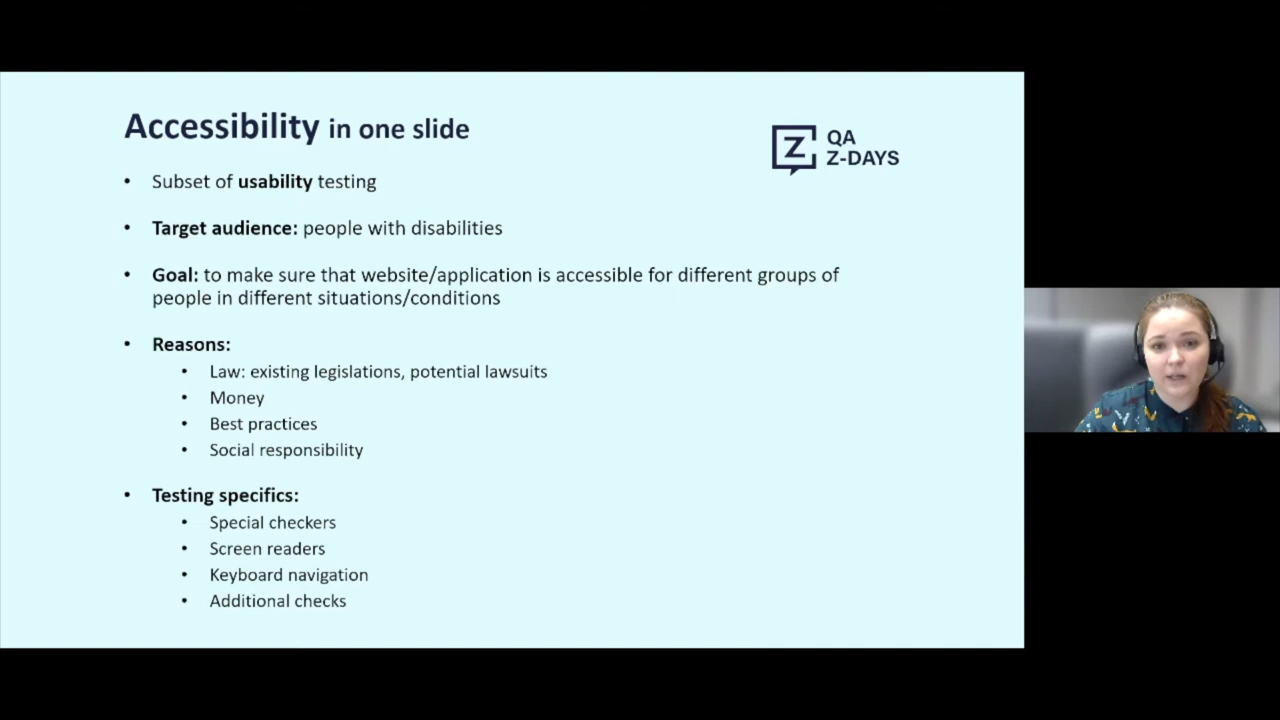 Accessibility in one slide
QA
Z-DAYS
• Subset of usability testing
• Target audience: people with disabilities
• Goal: to make sure that website/application is accessible for different groups of
people in different situations/conditions
• Reasons:
• Law: existing legislations, potential lawsuits
• Money
• Best practices
• Social responsibility
• Testing specifics:
• Special checkers
• Screen readers
• Keyboard navigation
• Additional checks